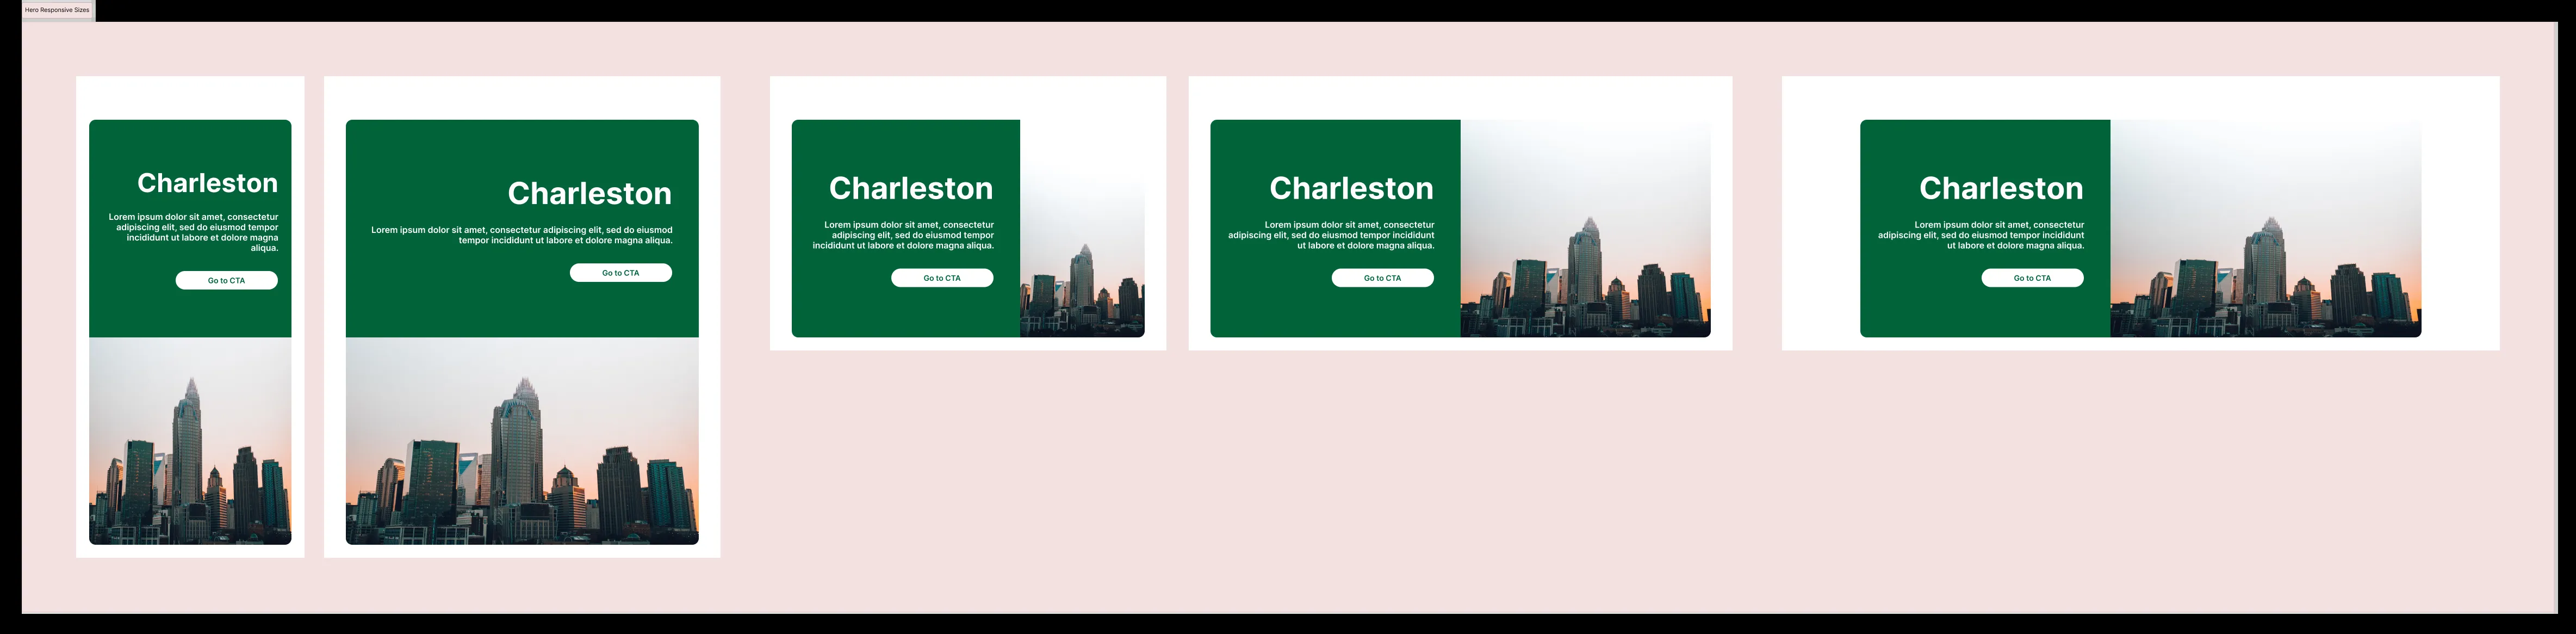 Hero Responsive Sizes
Charleston
Lorem ipsum dolor sit amet, consectetur
adipiscing elit, sed do eiusmod tempor
incididunt ut labore et dolore magna
aliqua.
Go to CTA
Charleston
Lorem ipsum dolor sit amet, consectetur adipiscing elit, sed do eiusmod
tempor incididunt ut labore et dolore magna aliqua.
Go to CTA
Charleston
Lorem ipsum dolor sit amet, consectetur
adipiscing elit, sed do eiusmod tempor
incididunt ut labore et dolore magna aliqua.
Go to CTA
Charleston
Lorem ipsum dolor sit amet, consectetur
adipiscing elit, sed do eiusmod tempor incididunt
ut labore et dolore magna aliqua.
Go to CTA
Charleston
Lorem ipsum dolor sit amet, consectetur
adipiscing elit, sed do eiusmod tempor incididunt
ut labore et dolore magna aliqua.
Go to CTA